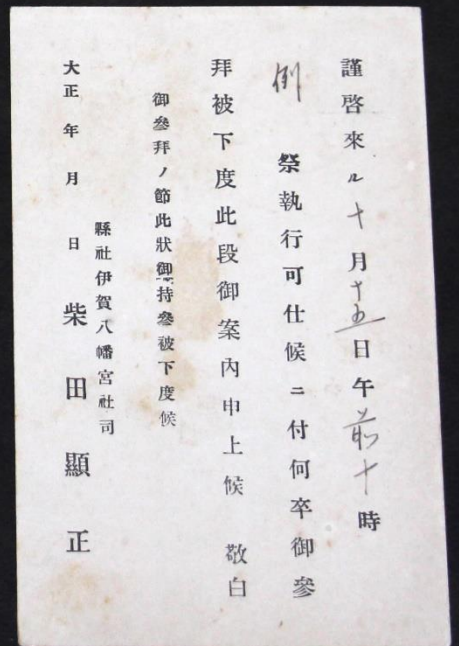 謹啓來ル十月十五日午前十時
例祭執行可仕候ニ付何卒御參
拜被下度此段御案內申上候 敬白
御參拜ノ節此狀御持參被下度候
大正 年 月 日
縣社伊賀八幡宮社司
柴田顯正